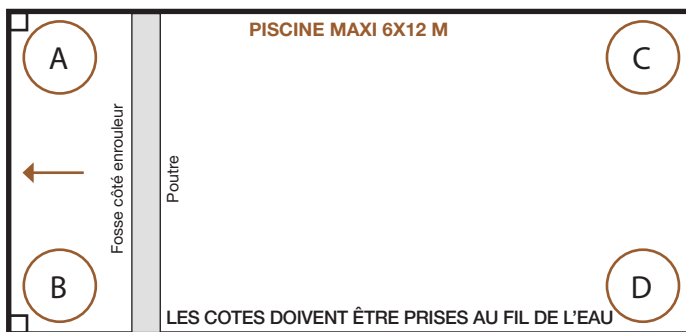 PISCINE MAXI 6X12 M
A
C
Fosse côté enrouleur
Poutre
B
D
LES COTES DOIVENT ÊTRE PRISES AU FIL DE L’EAU